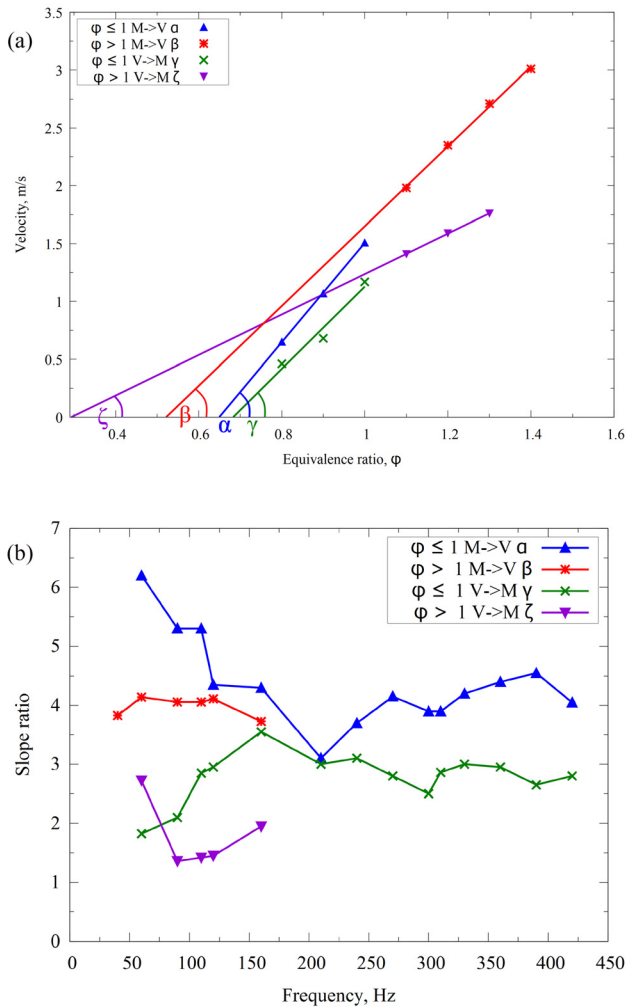 (a)
φ ≤ 1 M->V α
φ > 1 M->V β
φ ≤ 1 V->M γ
φ > 1 V->M ζ
3.5
3
2.5
2
1.5
1
0.5
0
Velocity, m/s
ζ
β
α
γ
0.4
0.6
0.8
1
1.2
1.4
1.6
Equivalence ratio, φ
(b)
φ ≤ 1 M->V α
φ > 1 M->V β
φ ≤ 1 V->M γ
φ > 1 V->M ζ
7
6
5
4
3
2
1
0
Slope ratio
0
50
100
150
200
250
300
350
400
450
Frequency, Hz